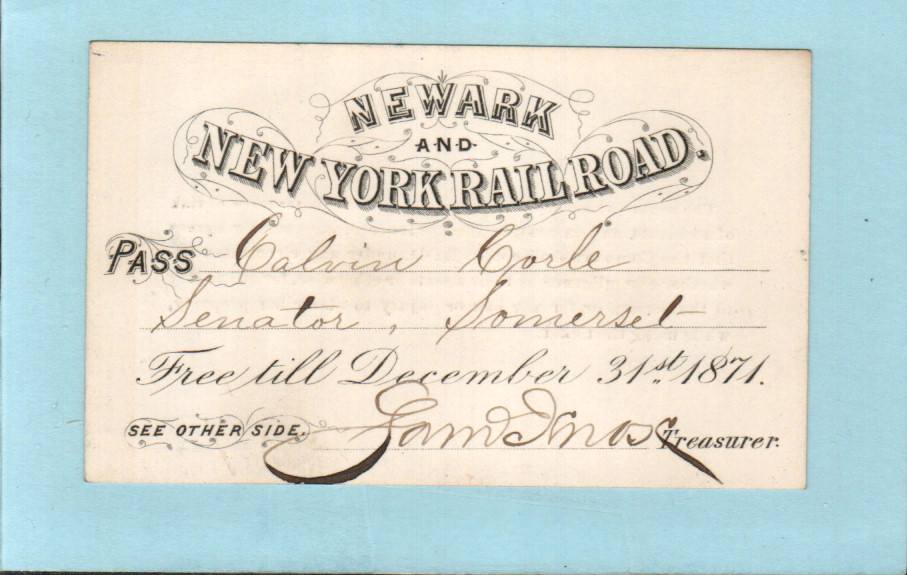 NEWARK
AND
NEW YORK RAIL ROAD.
PASS Calvin Corle
Senator, Somerset
Free till December 31st 1871.
SEE OTHER SIDE. Sam Treasurer.